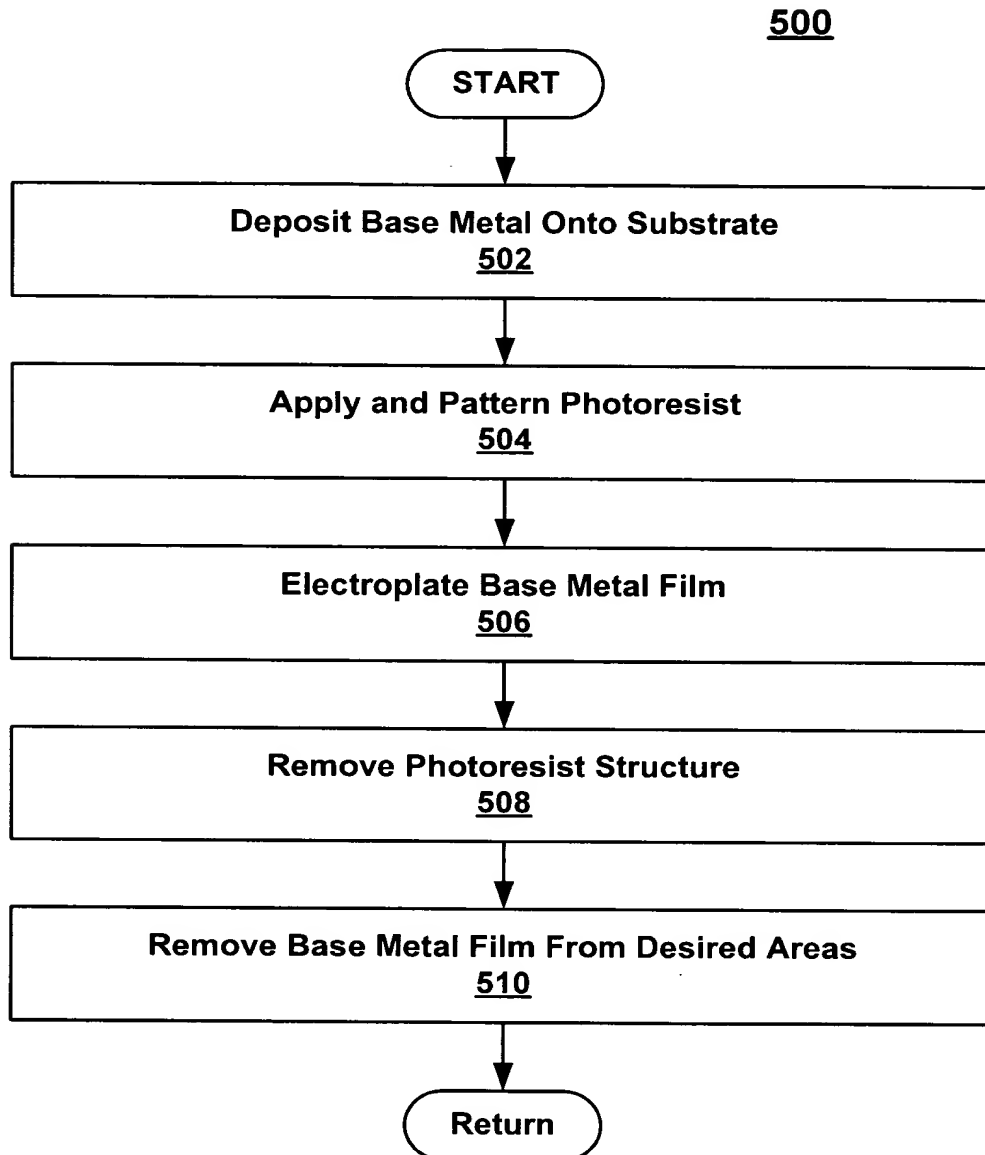 500
START
Deposit Base Metal Onto Substrate
502
Apply and Pattern Photoresist
504
Electroplate Base Metal Film
506
Remove Photoresist Structure
508
Remove Base Metal Film From Desired Areas
510
Return